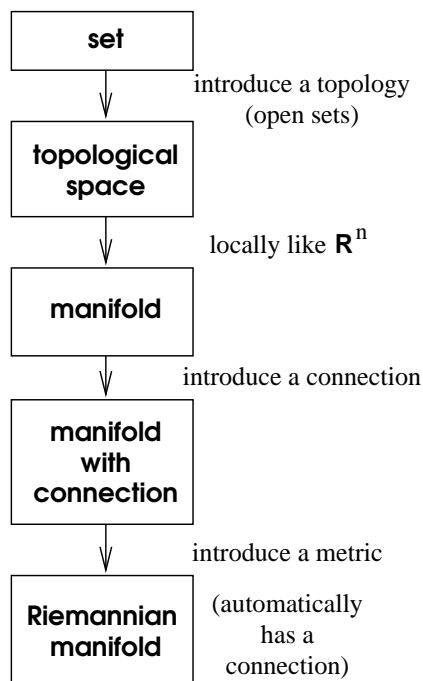 set
introduce a topology
(open sets)
topological
space
locally like R^n
manifold
introduce a connection
manifold
with
connection
introduce a metric
Riemannian
manifold
(automatically
has a
connection)